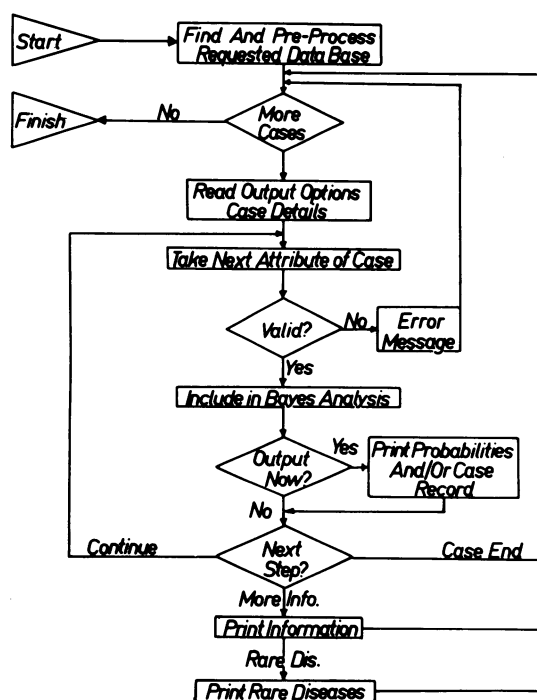 Start
Find And Pre-Process
Requested Data Base
Finish
No
More
Cases
Read Output Options
Case Details
Take Next Attribute of Case
Valid?
No
Error
Message
Yes
Include in Bayes Analysis
Output
Now?
Yes
Print Probabilities
And/Or Case
Record
No
Continue
Next
Step?
Case End
More Info.
Print Information
Rare Dis.
Print Rare Diseases